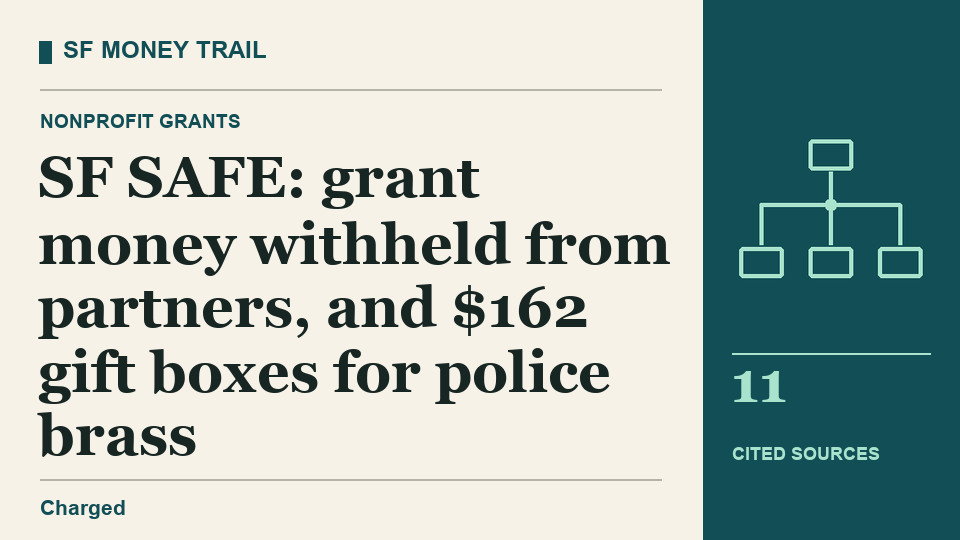 SF MONEY TRAIL
NONPROFIT GRANTS
SF SAFE: grant
money withheld from
partners, and $162
gift boxes for police
brass
Charged
11
CITED SOURCES